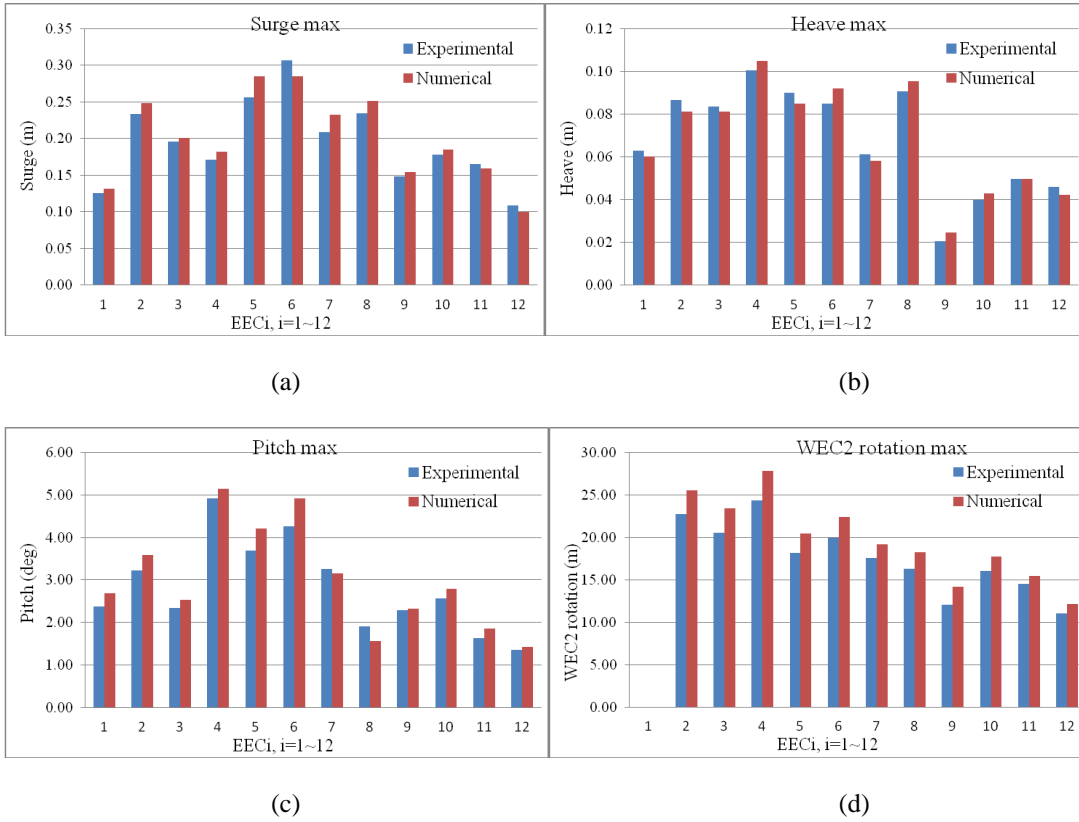 Surge max
0.35
0.30
0.25
0.20
0.15
0.10
0.05
0.00
Surge (m)
Experimental
Numerical
1 2 3 4 5 6 7 8 9 10 11 12
EECi, i=1~12
(a)
Heave max
0.12
0.10
0.08
0.06
0.04
0.02
0.00
Heave (m)
Experimental
Numerical
1 2 3 4 5 6 7 8 9 10 11 12
EECi, i=1~12
(b)
Pitch max
6.00
5.00
4.00
3.00
2.00
1.00
0.00
Pitch (deg)
Experimental
Numerical
1 2 3 4 5 6 7 8 9 10 11 12
EECi, i=1~12
(c)
WEC2 rotation max
30.00
25.00
20.00
15.00
10.00
5.00
0.00
WEC2 rotation (m)
Experimental
Numerical
1 2 3 4 5 6 7 8 9 10 11 12
EECi, i=1~12
(d)